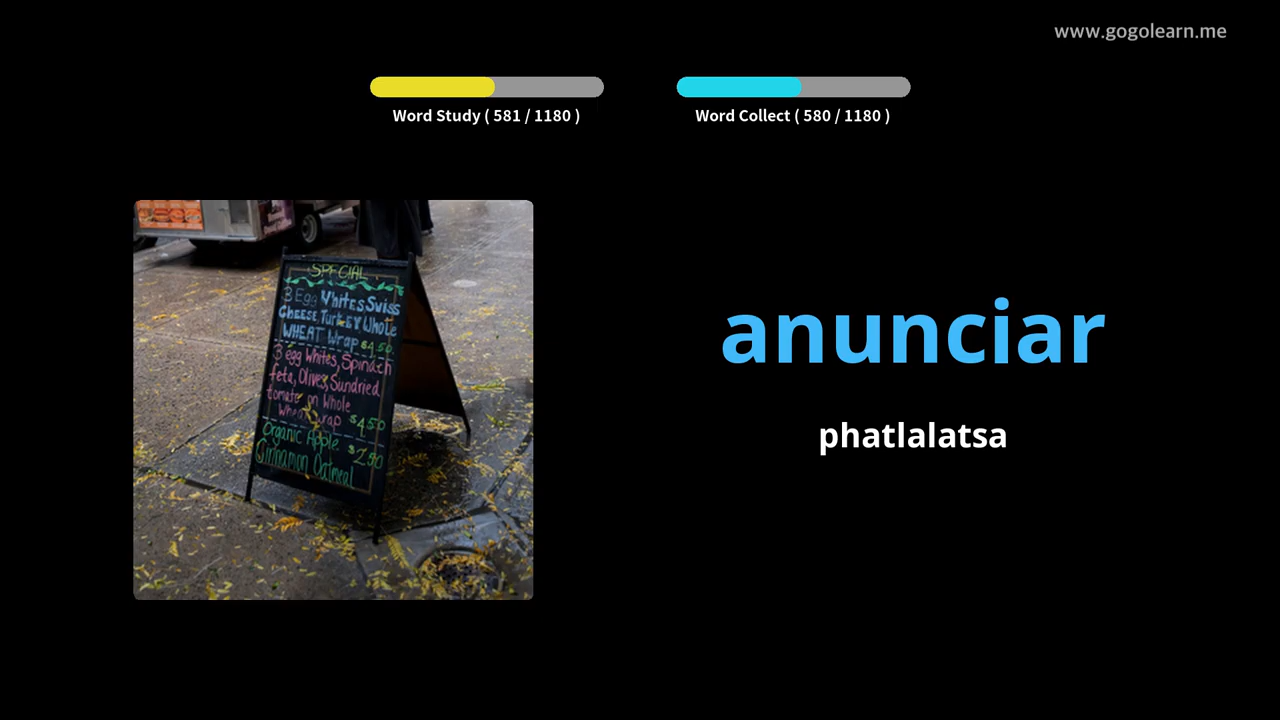 www.gogolearn.me
Word Study ( 581 / 1180 )
Word Collect ( 580 / 1180 )
SPECIAL
3 Egg Whites, Swiss
Cheese, Turkey Whole
WHEAT Wrap $4.50
3 egg Whites, Spinach
feta, Olives, Sundried
tomato on Whole
Wheat Wrap $4.50
Organic Apple
Cinnamon Oatmeal $2.50
anunciar
phatlalatsa